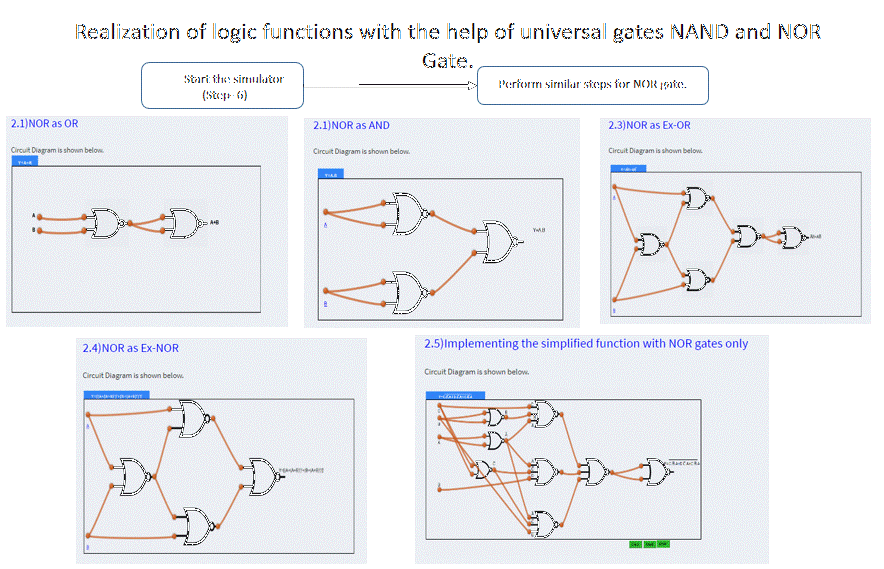 Realization of logic functions with the help of universal gates NAND and NOR
Gate.
Start the simulator
(Step- 6)
Perform similar steps for NOR gate.
2.1)NOR as OR
Circuit Diagram is shown below.
A
B
A+B
2.1)NOR as AND
Circuit Diagram is shown below.
A
B
Y=A.B
2.3)NOR as Ex-OR
Circuit Diagram is shown below.
A
B
2.4)NOR as Ex-NOR
Circuit Diagram is shown below.
2.5)Implementing the simplified function with NOR gates only
Circuit Diagram is shown below.